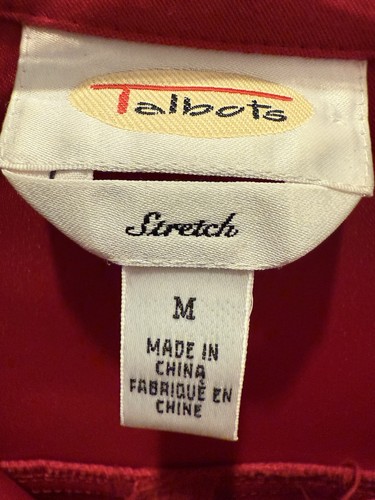 Talbots
Stretch
M
MADE IN
CHINA
FABRIQUÉ EN
CHINE